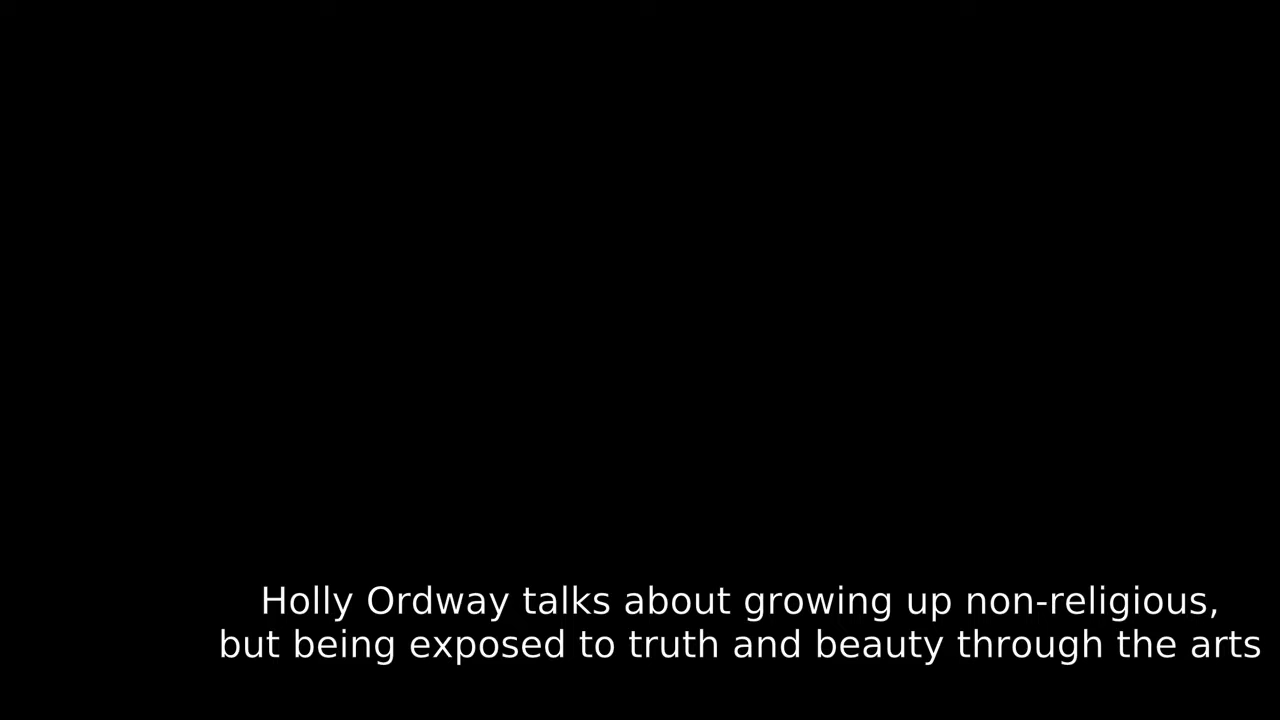 Holly Ordway talks about growing up non-religious,
but being exposed to truth and beauty through the arts